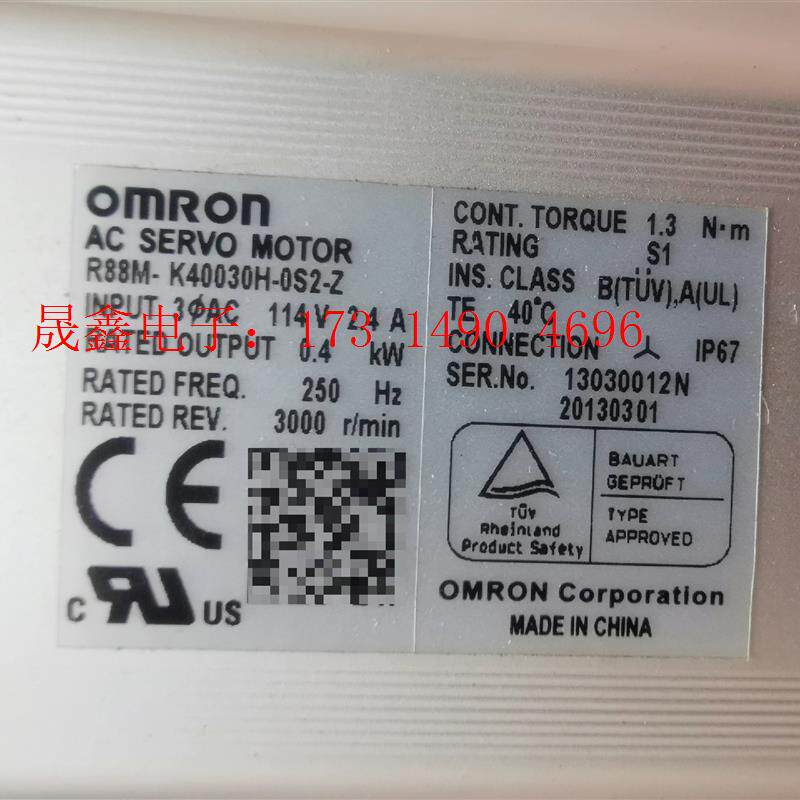 OMRON
AC SERVO MOTOR
R88M- K40030H-0S2-Z
INPUT 3ϕAC 114 V 2.4 A
RATED OUTPUT 0.4 kW
RATED FREQ. 250 Hz
RATED REV. 3000 r/min
CE
C UR US
CONT. TORQUE 1.3 N·m
RATING S1
INS. CLASS B(TÜV),A(UL)
TE 40°C
CONNECTION IP67
SER.No. 13030012N
20130301
TÜV
Rheinland
Product Safety
BAUART
GEPRÜFT
TYPE
APPROVED
OMRON Corporation
MADE IN CHINA
晟鑫电子：173 1490 4696